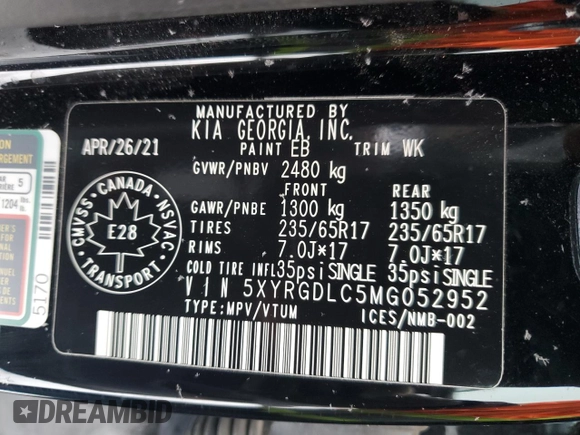 MANUFACTURED BY
KIA GEORGIA, INC.
APR/26/21 PAINT EB TRIM WK
GVWR/PNBV 2480 kg
FRONT REAR
GAWR/PNBE 1300 kg 1350 kg
TIRES 235/65R17 235/65R17
RIMS 7.0J*17 7.0J*17
COLD TIRE INFL 35psi SINGLE 35psi SINGLE
VIN 5XYRGDLC5MG052952
TYPE:MPV/VTUM ICES/NMB-002
CMVSS CANADA NSVAC
E28
TRANSPORT
5
1204
5170
DREAMBID